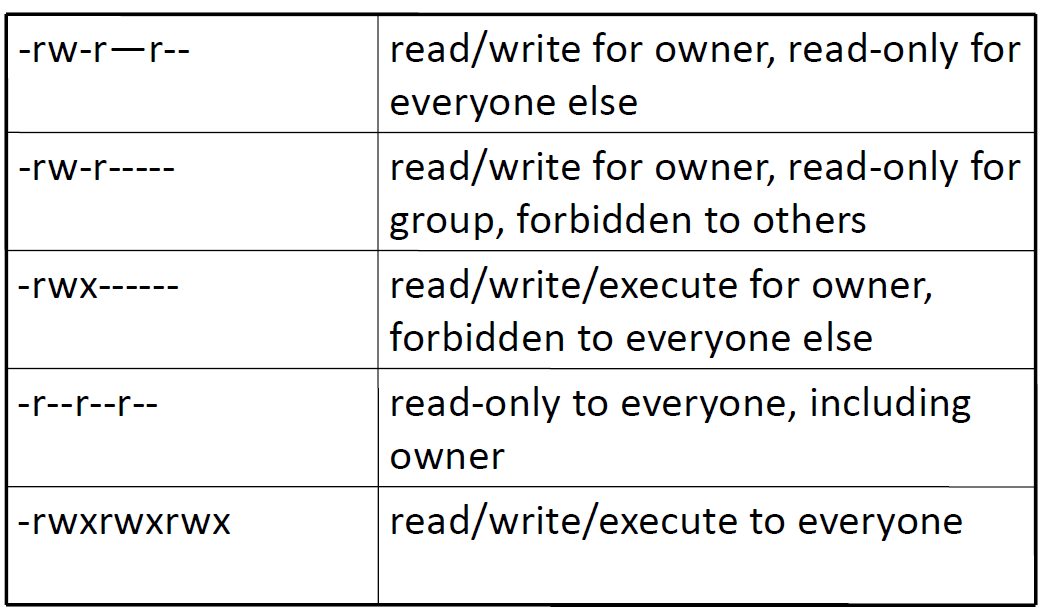 -rw-r—r--
read/write for owner, read-only for
everyone else
-rw-r-----
read/write for owner, read-only for
group, forbidden to others
-rwx------
read/write/execute for owner,
forbidden to everyone else
-r--r--r--
read-only to everyone, including
owner
-rwxrwxrwx
read/write/execute to everyone